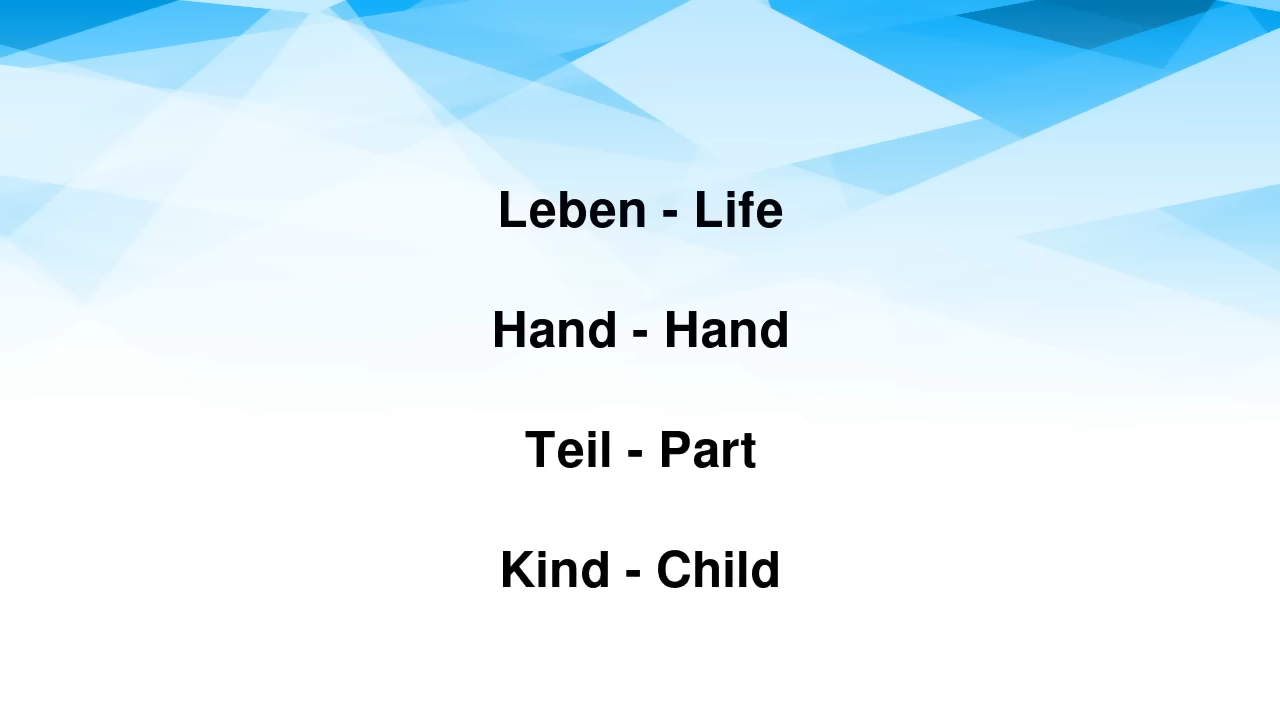 Leben - Life
Hand - Hand
Teil - Part
Kind - Child